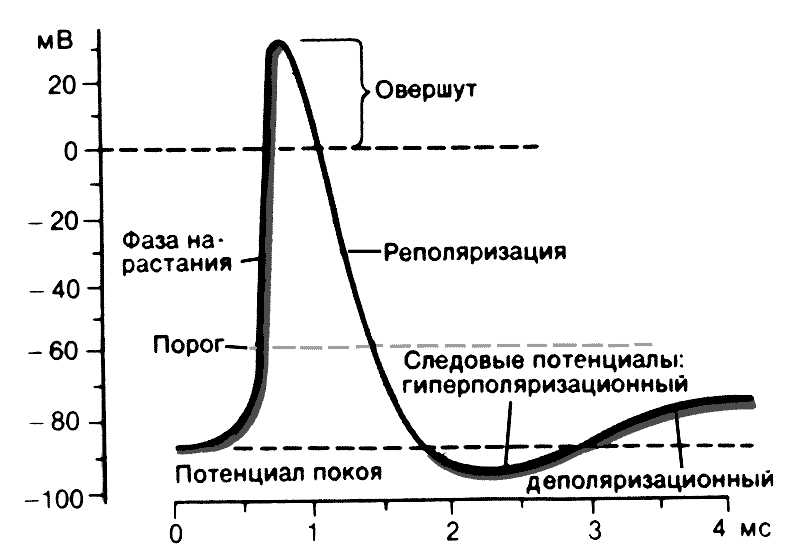 мВ
20
Овершут
0
– 20
Фаза на-
растания
Реполяризация
– 40
Порог
– 60
Следовые потенциалы:
гиперполяризационный
– 80
Потенциал покоя
деполяризационный
–100
0
1
2
3
4 мс